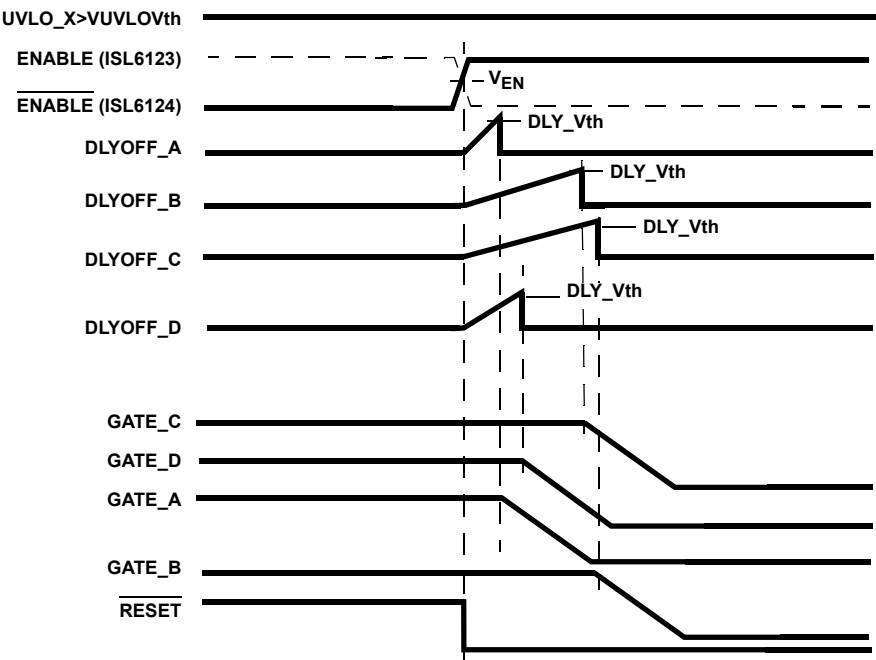 UVLO_X>VUVLOVth
ENABLE (ISL6123)
VEN
ENABLE (ISL6124)
DLYOFF_A
DLY_Vth
DLYOFF_B
DLY_Vth
DLYOFF_C
DLY_Vth
DLYOFF_D
DLY_Vth
GATE_C
GATE_D
GATE_A
GATE_B
RESET